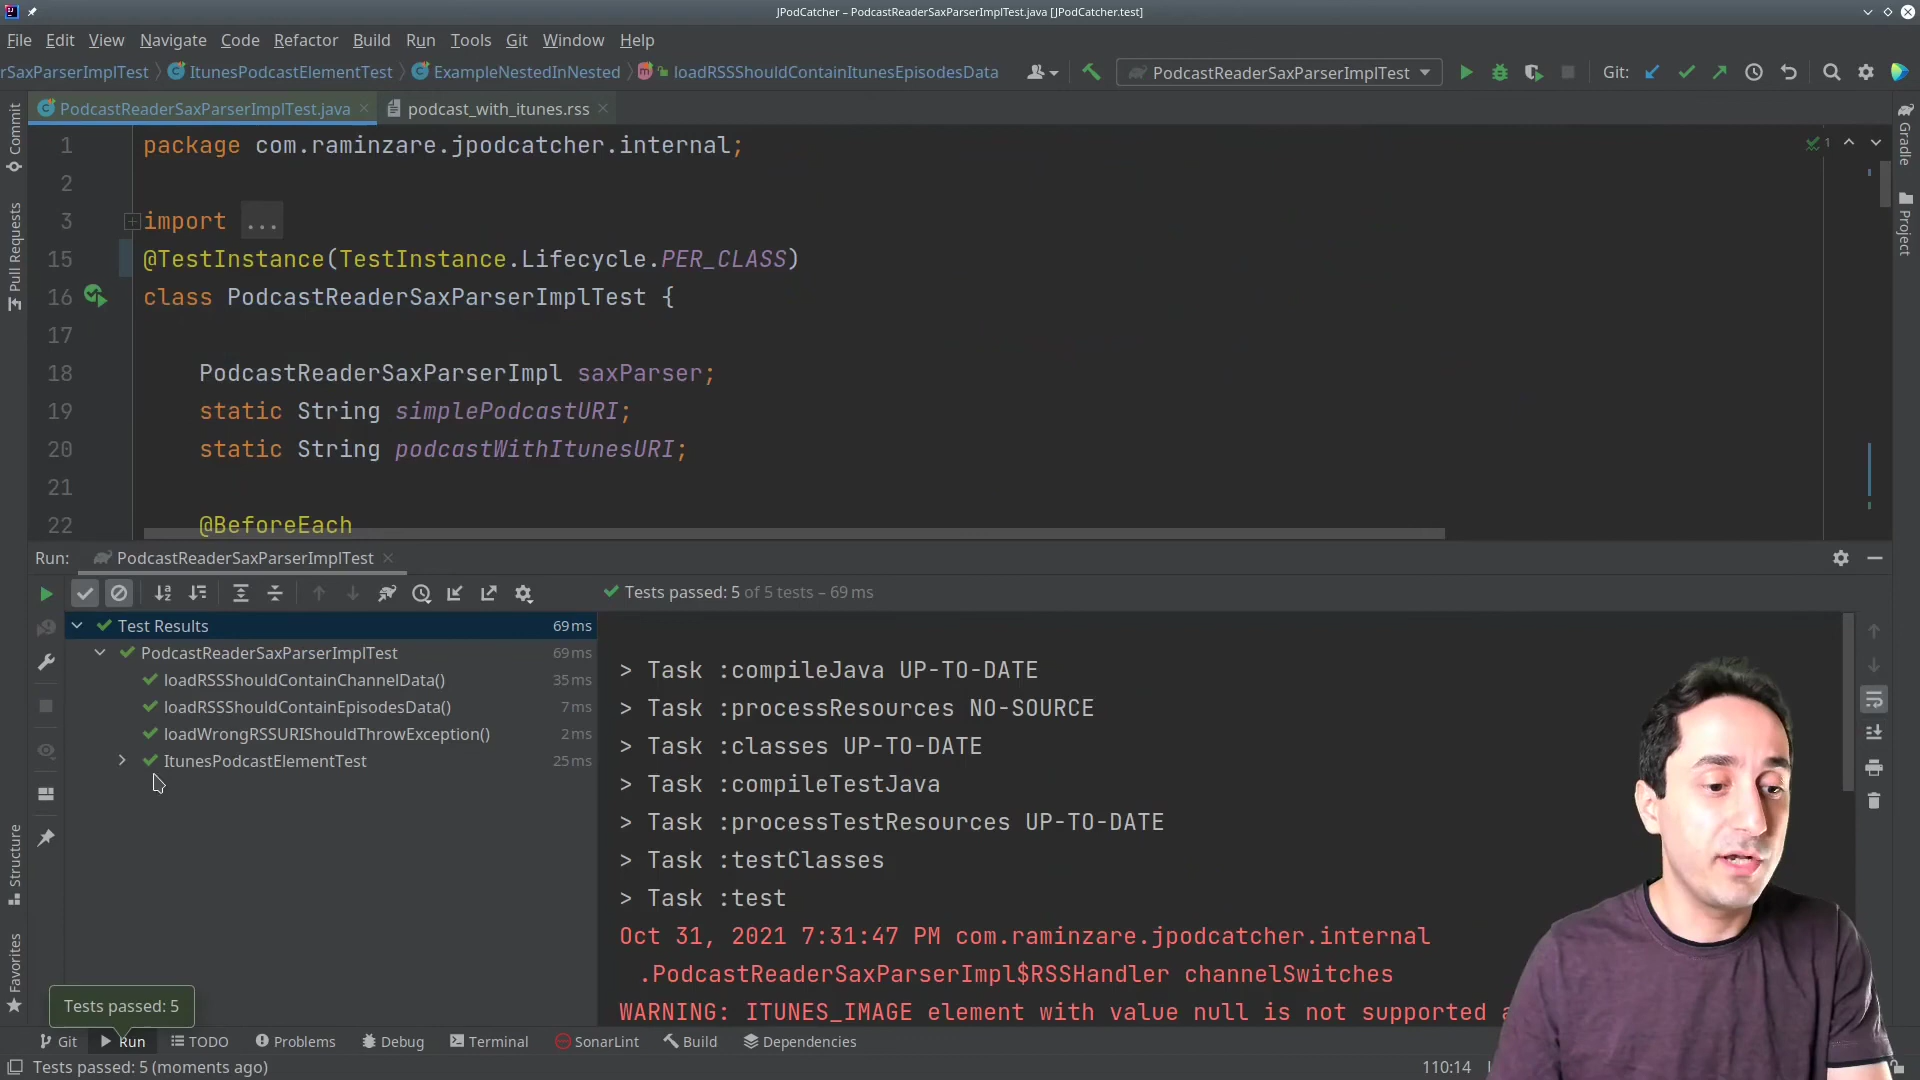 JPodCatcher – PodcastReaderSaxParserImplTest.java [JPodCatcher.test]
File Edit View Navigate Code Refactor Build Run Tools Git Window Help
rSaxParserImplTest ItunesPodcastElementTest ExampleNestedInNested loadRSSShouldContainItunesEpisodesData PodcastReaderSaxParserImplTest Git:
PodcastReaderSaxParserImplTest.java podcast_with_itunes.rss
Commit
Pull Requests
Structure
Favorites
Gradle
Project
1 package com.raminzare.jpodcatcher.internal;
1
2
3 import ...
15 @TestInstance(TestInstance.Lifecycle.PER_CLASS)
16 class PodcastReaderSaxParserImplTest {
17
18 PodcastReaderSaxParserImpl saxParser;
19 static String simplePodcastURI;
20 static String podcastWithItunesURI;
21
22 @BeforeEach
Run: PodcastReaderSaxParserImplTest
Tests passed: 5 of 5 tests – 69 ms
Test Results 69 ms
PodcastReaderSaxParserImplTest 69 ms
loadRSSShouldContainChannelData() 35 ms
loadRSSShouldContainEpisodesData() 7 ms
loadWrongRSSURIShouldThrowException() 2 ms
ItunesPodcastElementTest 25 ms
> Task :compileJava UP-TO-DATE
> Task :processResources NO-SOURCE
> Task :classes UP-TO-DATE
> Task :compileTestJava
> Task :processTestResources UP-TO-DATE
> Task :testClasses
> Task :test
Oct 31, 2021 7:31:47 PM com.raminzare.jpodcatcher.internal
.PodcastReaderSaxParserImpl$RSSHandler channelSwitches
WARNING: ITUNES_IMAGE element with value null is not supported
Tests passed: 5
Git Run TODO Problems Debug Terminal SonarLint Build Dependencies
Tests passed: 5 (moments ago) 110:14